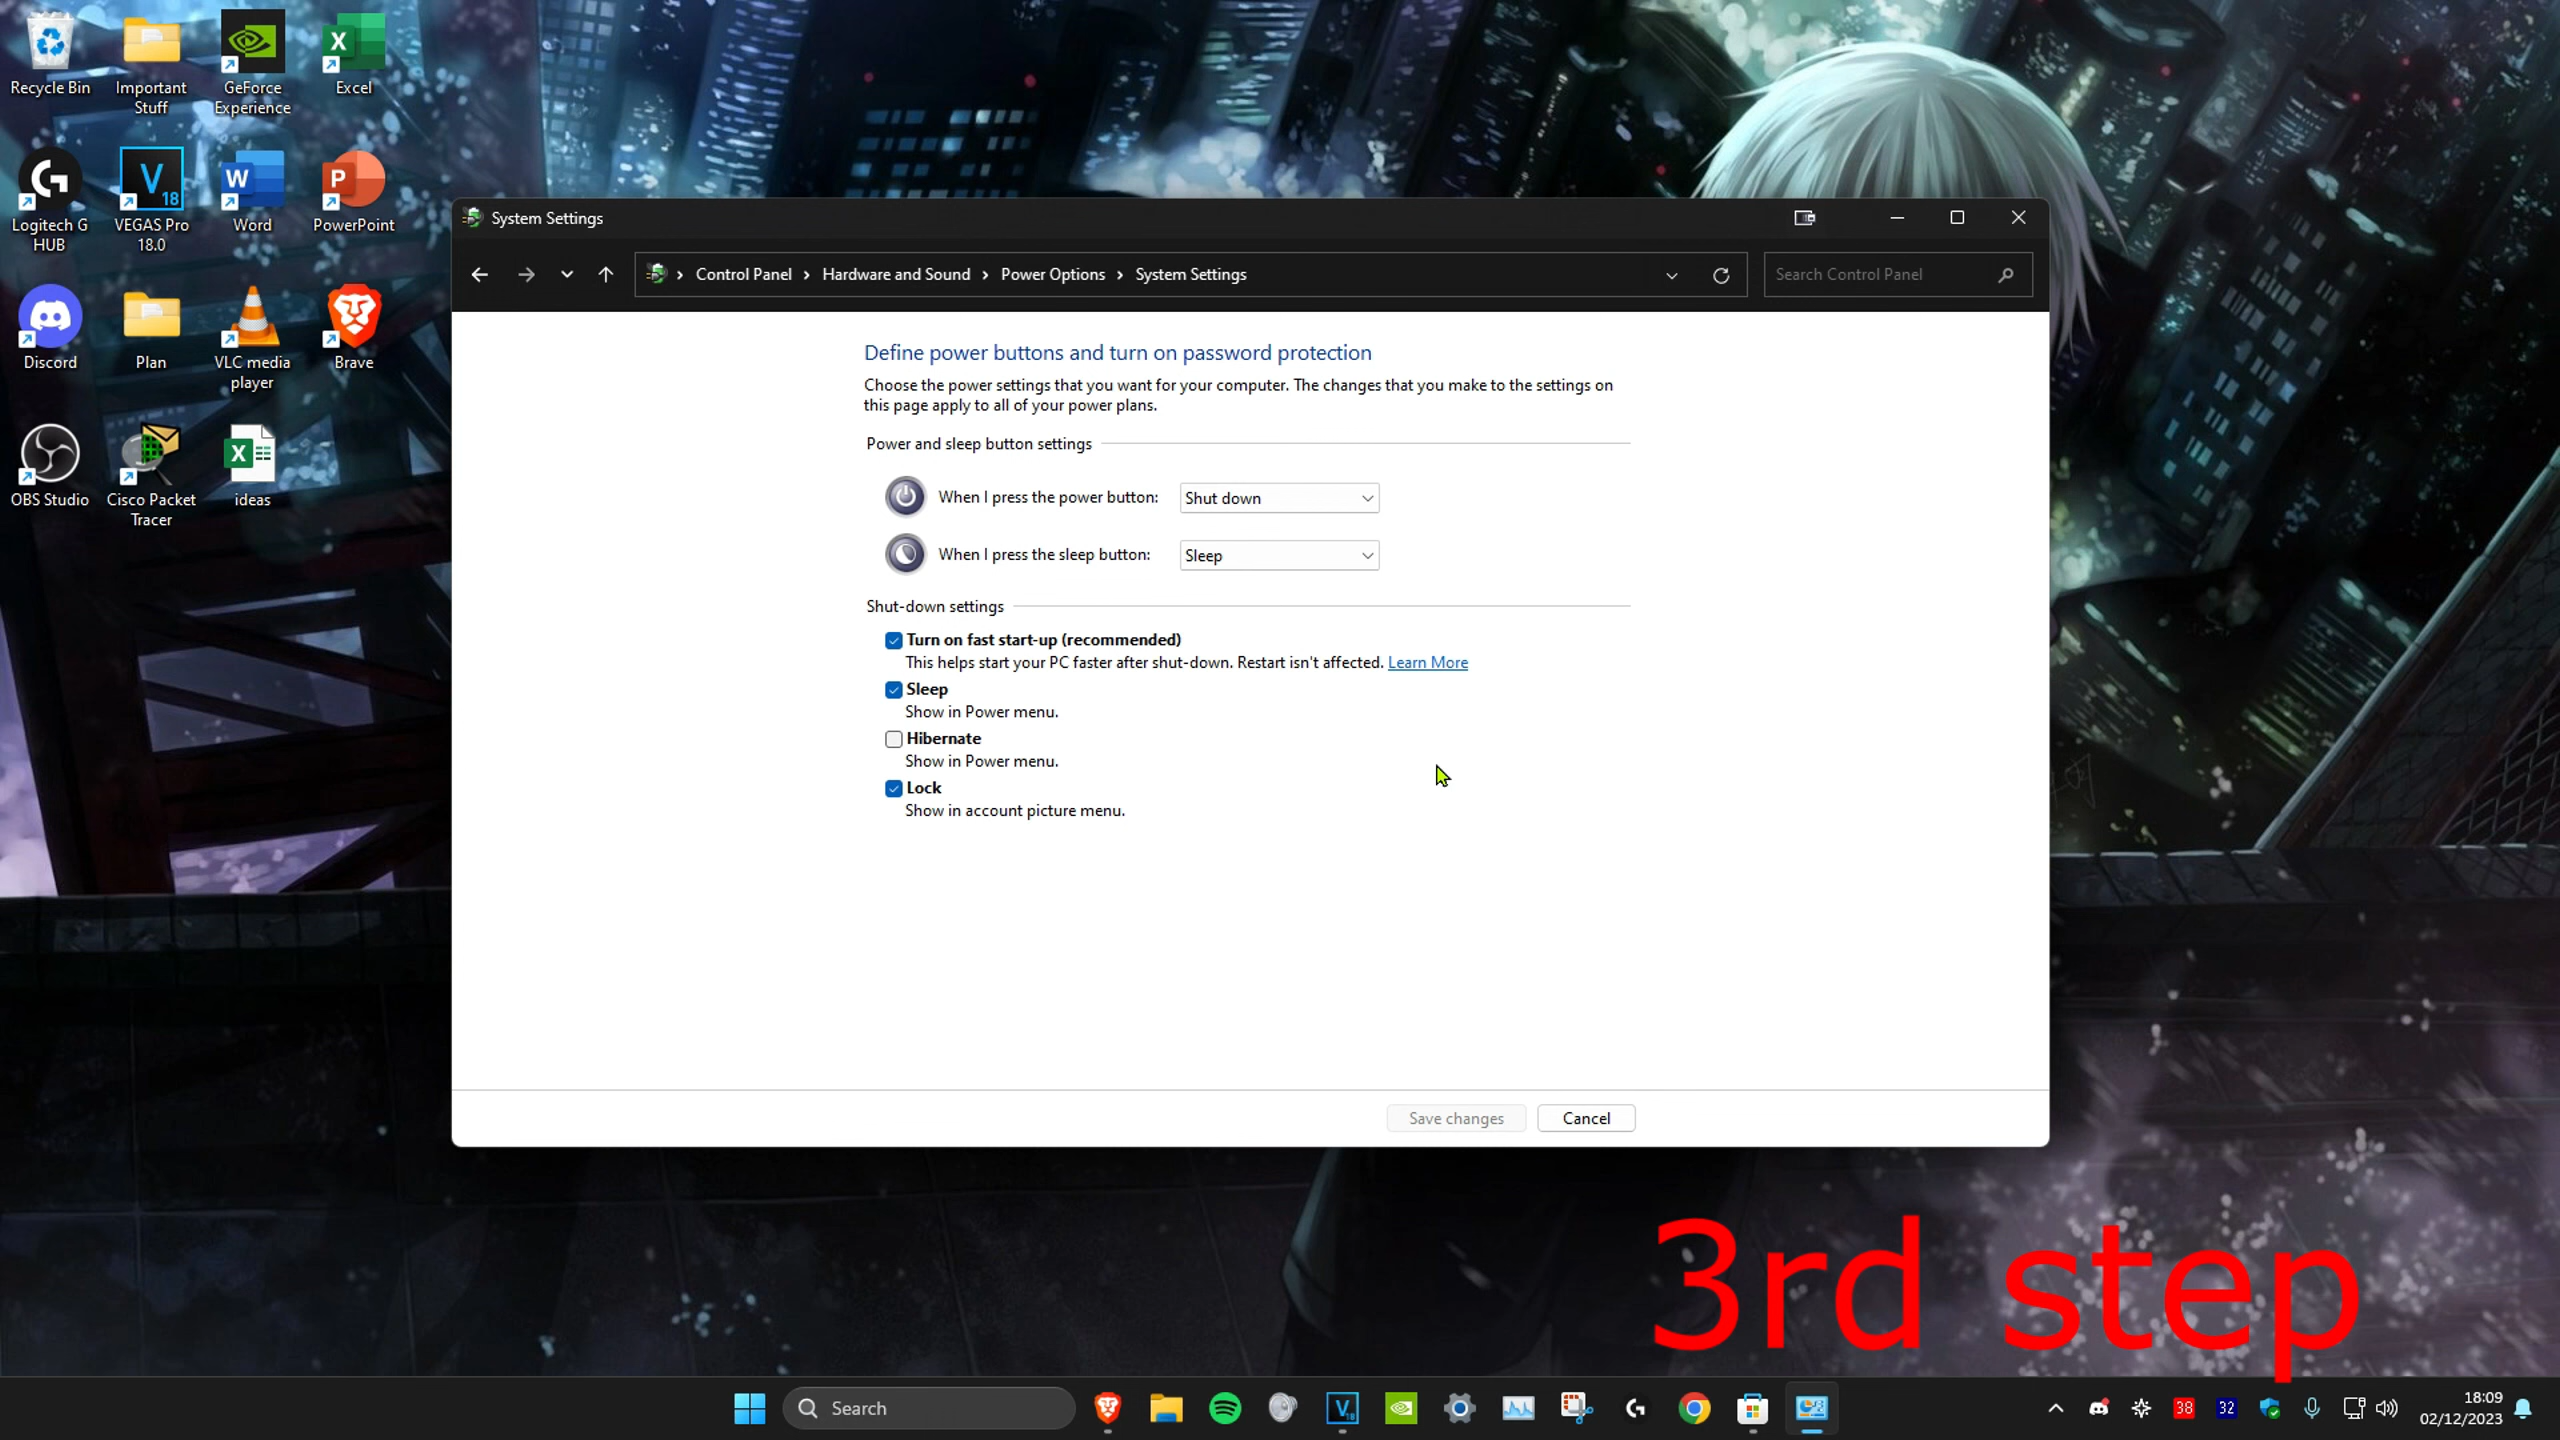 Recycle Bin
Important
Stuff
GeForce
Experience
Excel
Logitech G
HUB
VEGAS Pro
18.0
Word
PowerPoint
Discord
Plan
VLC media
player
Brave
OBS Studio
Cisco Packet
Tracer
ideas
System Settings
Control Panel > Hardware and Sound > Power Options > System Settings
Search Control Panel
Define power buttons and turn on password protection
Choose the power settings that you want for your computer. The changes that you make to the settings on
this page apply to all of your power plans.
Power and sleep button settings
When I press the power button: Shut down
When I press the sleep button: Sleep
Shut-down settings
Turn on fast start-up (recommended)
This helps start your PC faster after shut-down. Restart isn't affected. Learn More
Sleep
Show in Power menu.
Hibernate
Show in Power menu.
Lock
Show in account picture menu.
Save changes
Cancel
3rd step
Search
38
32
18:09
02/12/2023